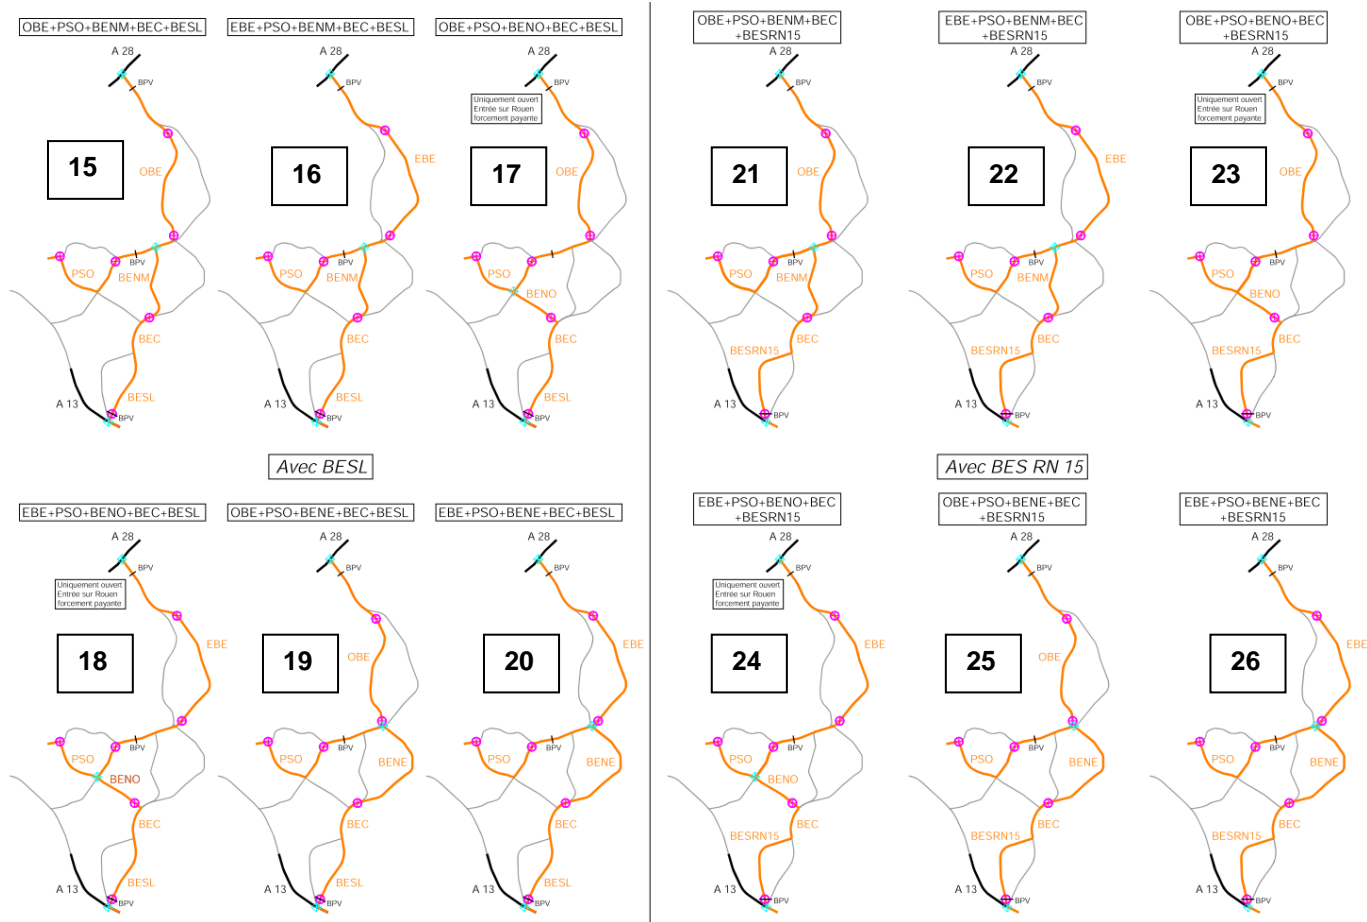 OBE+PSO+BENM+BEC+BESL
A 28
BPV
15
OBE
PSO
BPV
BENM
BEC
BESL
A 13
BPV
EBE+PSO+BENM+BEC+BESL
A 28
BPV
16
EBE
PSO
BPV
BENM
BEC
BESL
A 13
BPV
OBE+PSO+BENO+BEC+BESL
A 28
BPV
Uniquement ouvert
Entrée sur Rouen
forcement payante
17
OBE
PSO
BENO
BEC
BESL
A 13
BPV
OBE+PSO+BENM+BEC
+BESRN15
A 28
BPV
21
OBE
PSO
BPV
BENM
BEC
BESRN15
A 13
BPV
EBE+PSO+BENM+BEC
+BESRN15
A 28
BPV
22
EBE
PSO
BPV
BENM
BEC
BESRN15
A 13
BPV
OBE+PSO+BENO+BEC
+BESRN15
A 28
BPV
Uniquement ouvert
Entrée sur Rouen
forcement payante
23
OBE
PSO
BPV
BENO
BEC
BESRN15
A 13
BPV
Avec BESL
Avec BES RN 15
EBE+PSO+BENO+BEC+BESL
A 28
BPV
Uniquement ouvert
Entrée sur Rouen
forcement payante
18
EBE
PSO
BPV
BENO
BEC
BESL
A 13
BPV
OBE+PSO+BENE+BEC+BESL
A 28
BPV
19
OBE
PSO
BPV
BENE
BEC
BESL
A 13
BPV
EBE+PSO+BENE+BEC+BESL
A 28
BPV
20
EBE
PSO
BPV
BENE
BEC
BESL
A 13
BPV
EBE+PSO+BENO+BEC
+BESRN15
A 28
BPV
Uniquement ouvert
Entrée sur Rouen
forcement payante
24
EBE
PSO
BPV
BENO
BEC
BESRN15
A 13
BPV
OBE+PSO+BENE+BEC
+BESRN15
A 28
BPV
25
OBE
PSO
BPV
BENE
BEC
BESRN15
A 13
BPV
EBE+PSO+BENE+BEC
+BESRN15
A 28
BPV
26
EBE
PSO
BPV
BENE
BEC
BESRN15
A 13
BPV